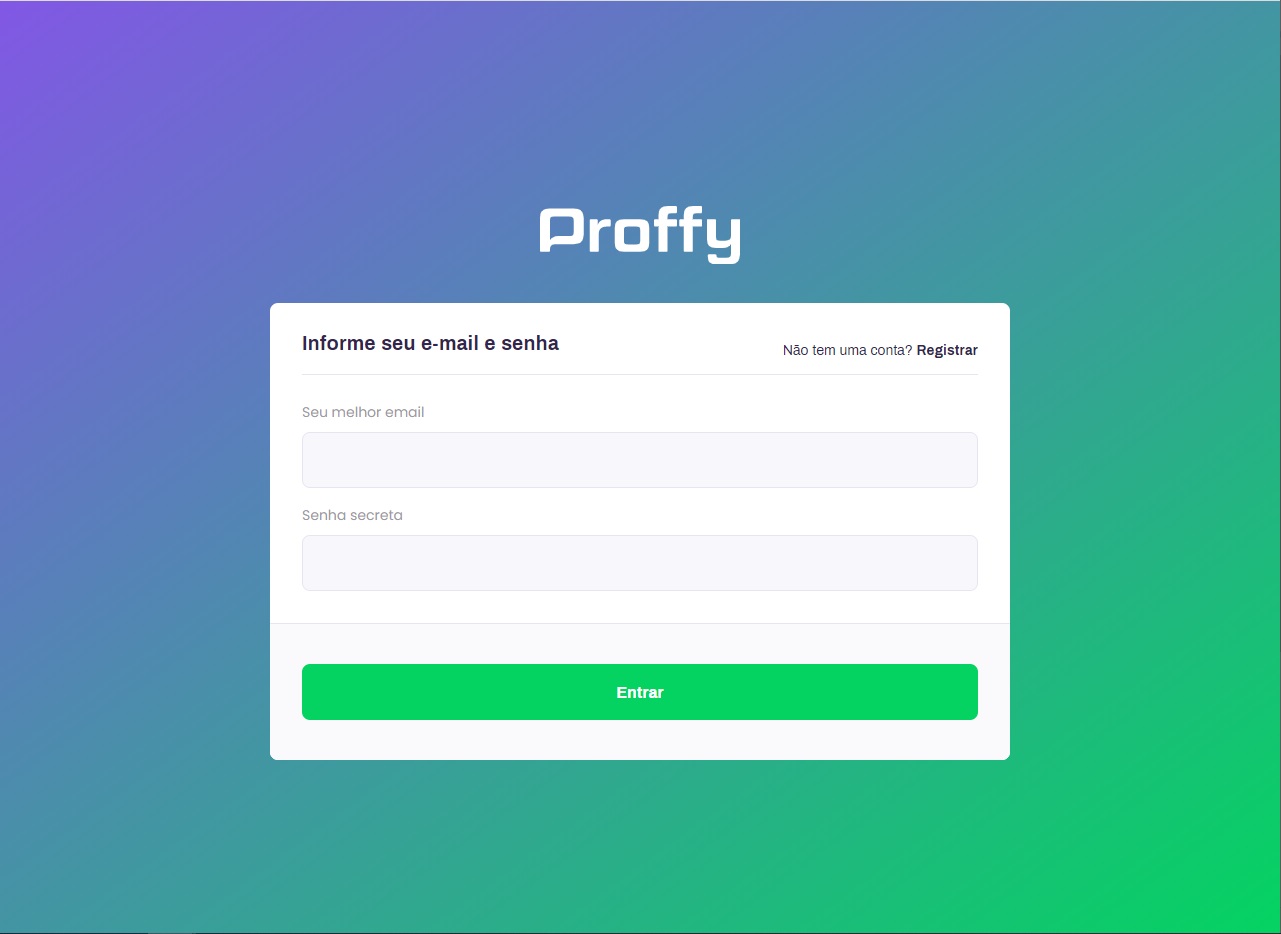 Proffy
Informe seu e-mail e senha
Não tem uma conta? Registrar
Seu melhor email
Senha secreta
Entrar